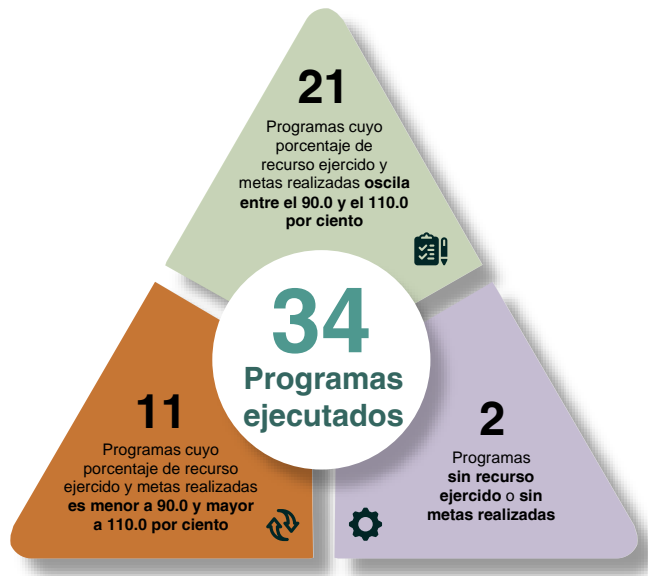 21
Programas cuyo
porcentaje de
recurso ejercido y
metas realizadas oscila
entre el 90.0 y el 110.0
por ciento
34
Programas
ejecutados
11
Programas cuyo
porcentaje de recurso
ejercido y metas realizadas
es menor a 90.0 y mayor
a 110.0 por ciento
2
Programas
sin recurso
ejercido o sin
metas realizadas